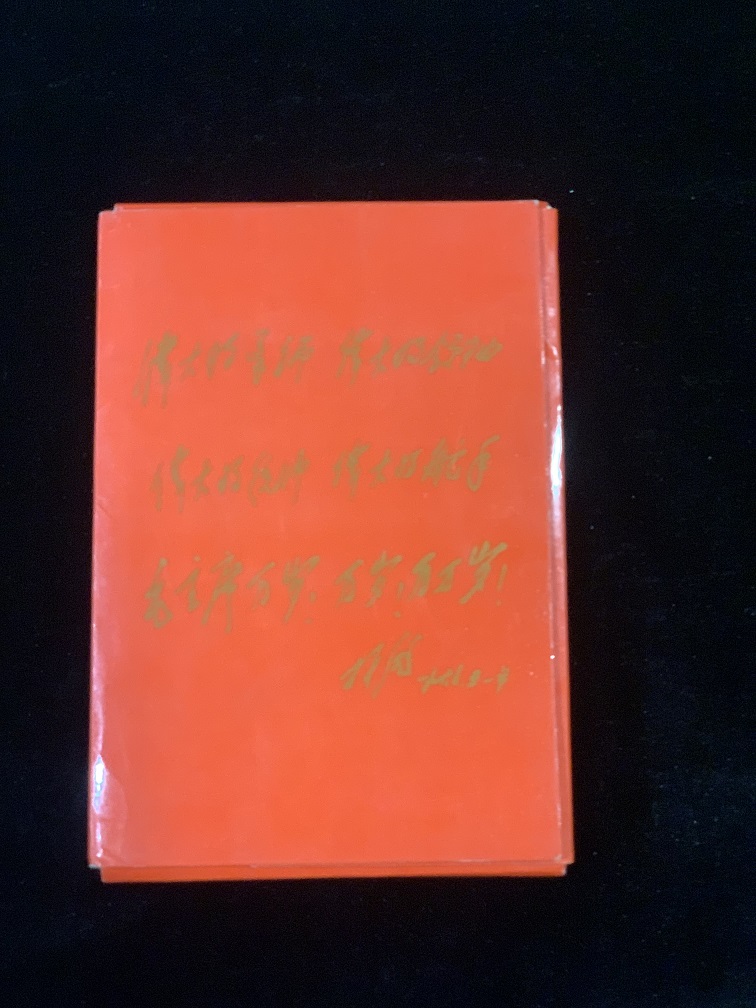 伟大的导师 伟大的领袖
伟大的统帅 伟大的舵手
毛主席万岁！万岁！万万岁！
林彪